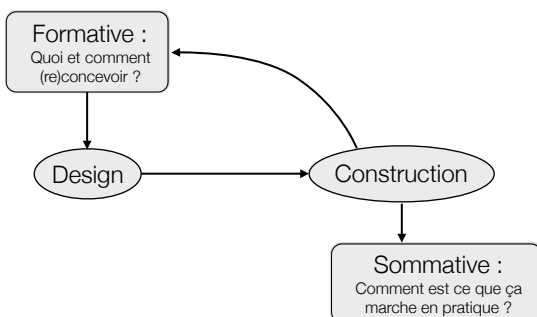 Formative :
Quoi et comment
(re)concevoir ?
Design
Construction
Sommative :
Comment est ce que ça
marche en pratique ?